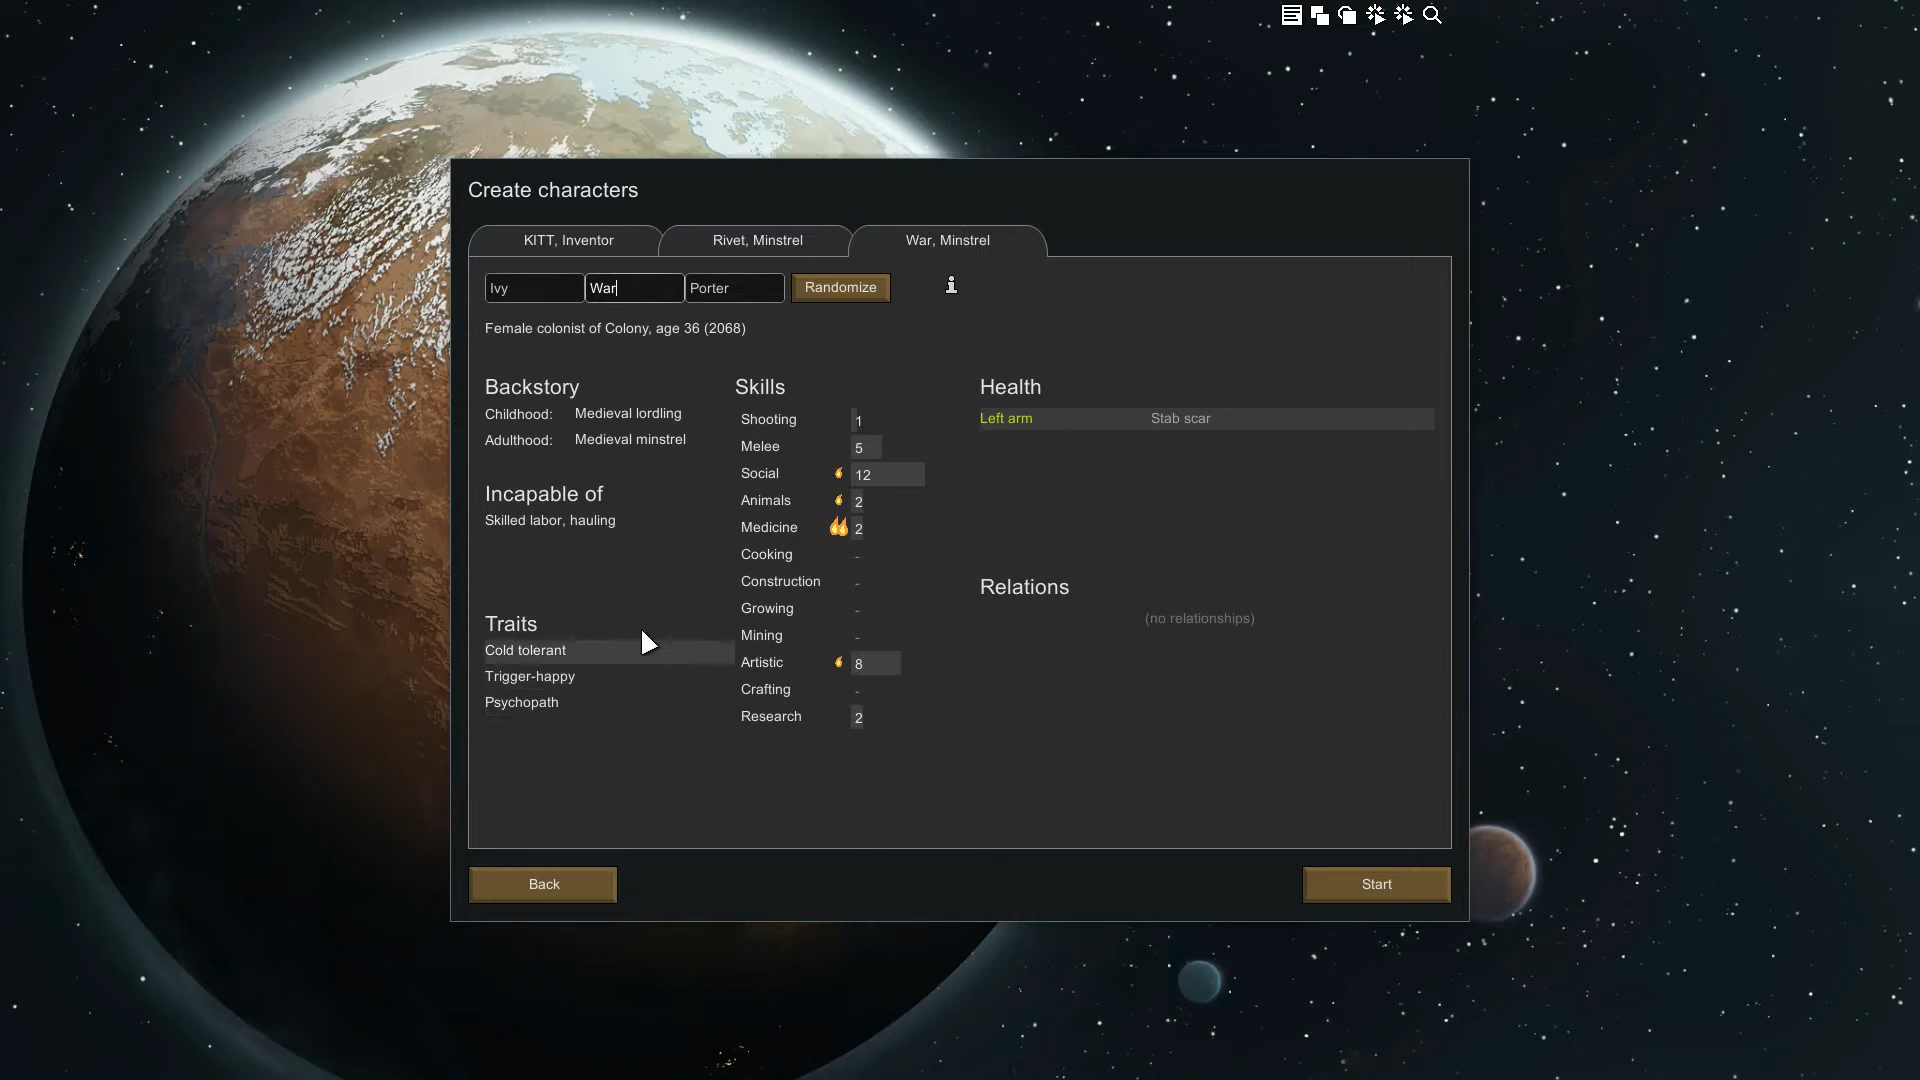 Create characters
KITT, Inventor
Rivet, Minstrel
War, Minstrel
Ivy
War
Porter
Randomize
Female colonist of Colony, age 36 (2068)
Backstory
Childhood: Medieval lordling
Adulthood: Medieval minstrel
Incapable of
Skilled labor, hauling
Traits
Cold tolerant
Trigger-happy
Psychopath
Skills
Shooting 1
Melee 5
Social 12
Animals 2
Medicine 2
Cooking -
Construction -
Growing -
Mining -
Artistic 8
Crafting -
Research 2
Health
Left arm Stab scar
Relations
(no relationships)
Back
Start